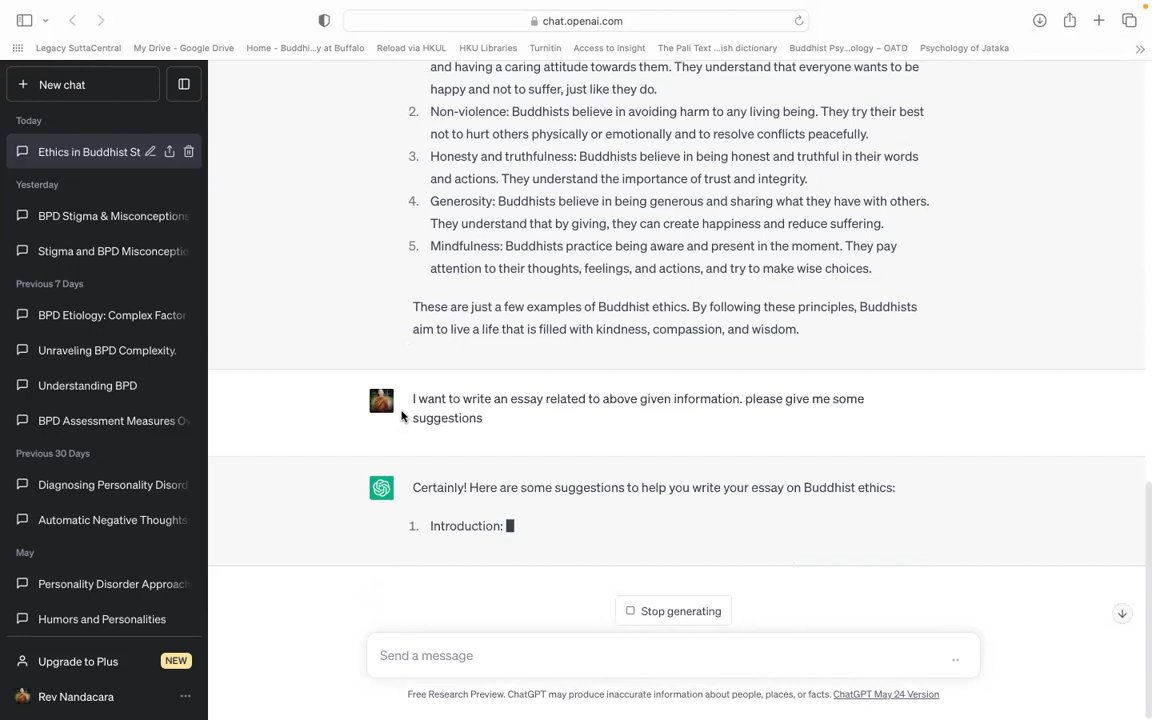 chat.openai.com
Legacy SuttaCentral
My Drive – Google Drive
Home - Buddhi...y at Buffalo
Reload via HKUL
HKU Libraries
Turnitin
Access to Insight
The Pali Text ...ish dictionary
Buddhist Psy...ology – OATD
Psychology of Jataka
New chat
Today
Ethics in Buddhist St
Yesterday
BPD Stigma & Misconceptions
Stigma and BPD Misconceptio
Previous 7 Days
BPD Etiology: Complex Factor
Unraveling BPD Complexity.
Understanding BPD
BPD Assessment Measures Ov
Previous 30 Days
Diagnosing Personality Disord
Automatic Negative Thoughts
May
Personality Disorder Approach
Humors and Personalities
Upgrade to Plus NEW
Rev Nandacara
and having a caring attitude towards them. They understand that everyone wants to be
happy and not to suffer, just like they do.
2. Non-violence: Buddhists believe in avoiding harm to any living being. They try their best
not to hurt others physically or emotionally and to resolve conflicts peacefully.
3. Honesty and truthfulness: Buddhists believe in being honest and truthful in their words
and actions. They understand the importance of trust and integrity.
4. Generosity: Buddhists believe in being generous and sharing what they have with others.
They understand that by giving, they can create happiness and reduce suffering.
5. Mindfulness: Buddhists practice being aware and present in the moment. They pay
attention to their thoughts, feelings, and actions, and try to make wise choices.
These are just a few examples of Buddhist ethics. By following these principles, Buddhists
aim to live a life that is filled with kindness, compassion, and wisdom.
I want to write an essay related to above given information. please give me some
suggestions
Certainly! Here are some suggestions to help you write your essay on Buddhist ethics:
1. Introduction:
Stop generating
Send a message
Free Research Preview. ChatGPT may produce inaccurate information about people, places, or facts. ChatGPT May 24 Version